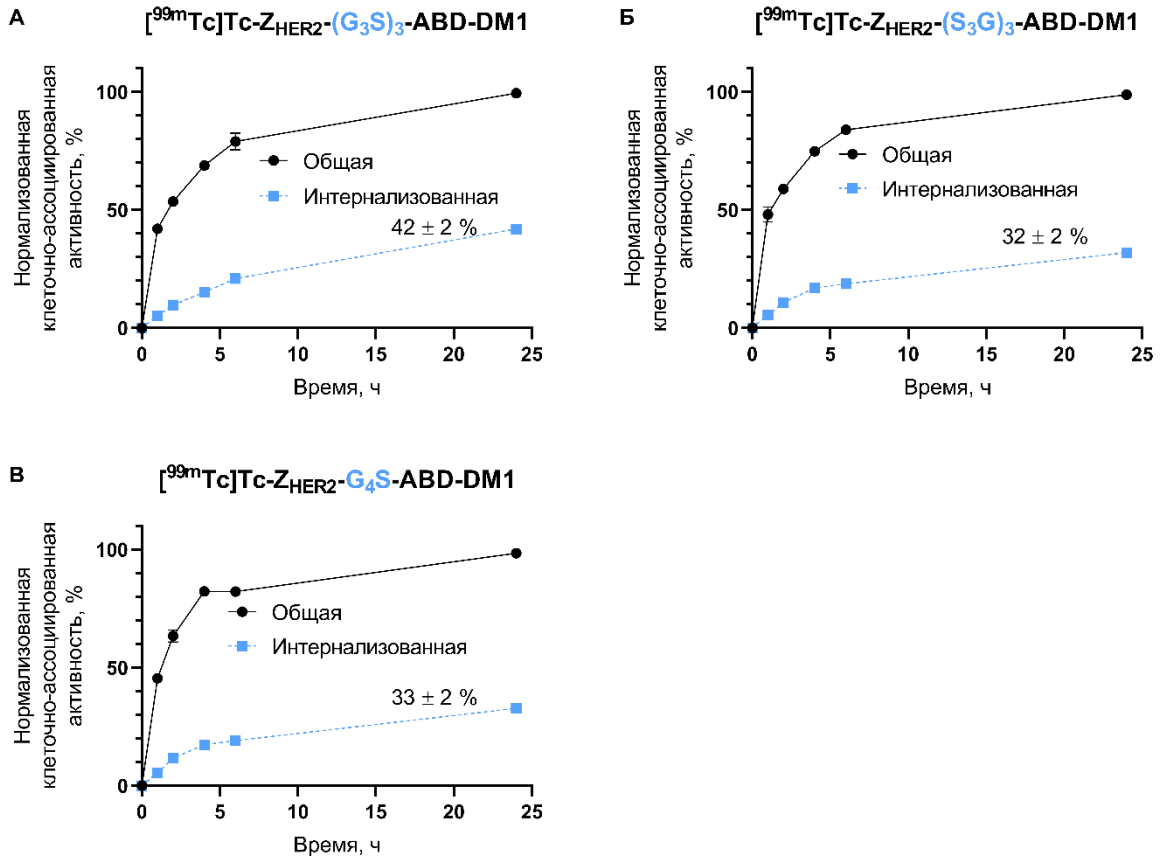 А
[⁹⁹ᵐTc]Tc-Z_HER2-(G₃S)₃-ABD-DM1
Нормализованная
клеточно-ассоциированная
активность, %
100
50
0
Общая
Интернализованная
42 ± 2 %
0 5 10 15 20 25
Время, ч
Б
[⁹⁹ᵐTc]Tc-Z_HER2-(S₃G)₃-ABD-DM1
Нормализованная
клеточно-ассоциированная
активность, %
100
50
0
Общая
Интернализованная
32 ± 2 %
0 5 10 15 20 25
Время, ч
В
[⁹⁹ᵐTc]Tc-Z_HER2-G₄S-ABD-DM1
Нормализованная
клеточно-ассоциированная
активность, %
100
50
0
Общая
Интернализованная
33 ± 2 %
0 5 10 15 20 25
Время, ч